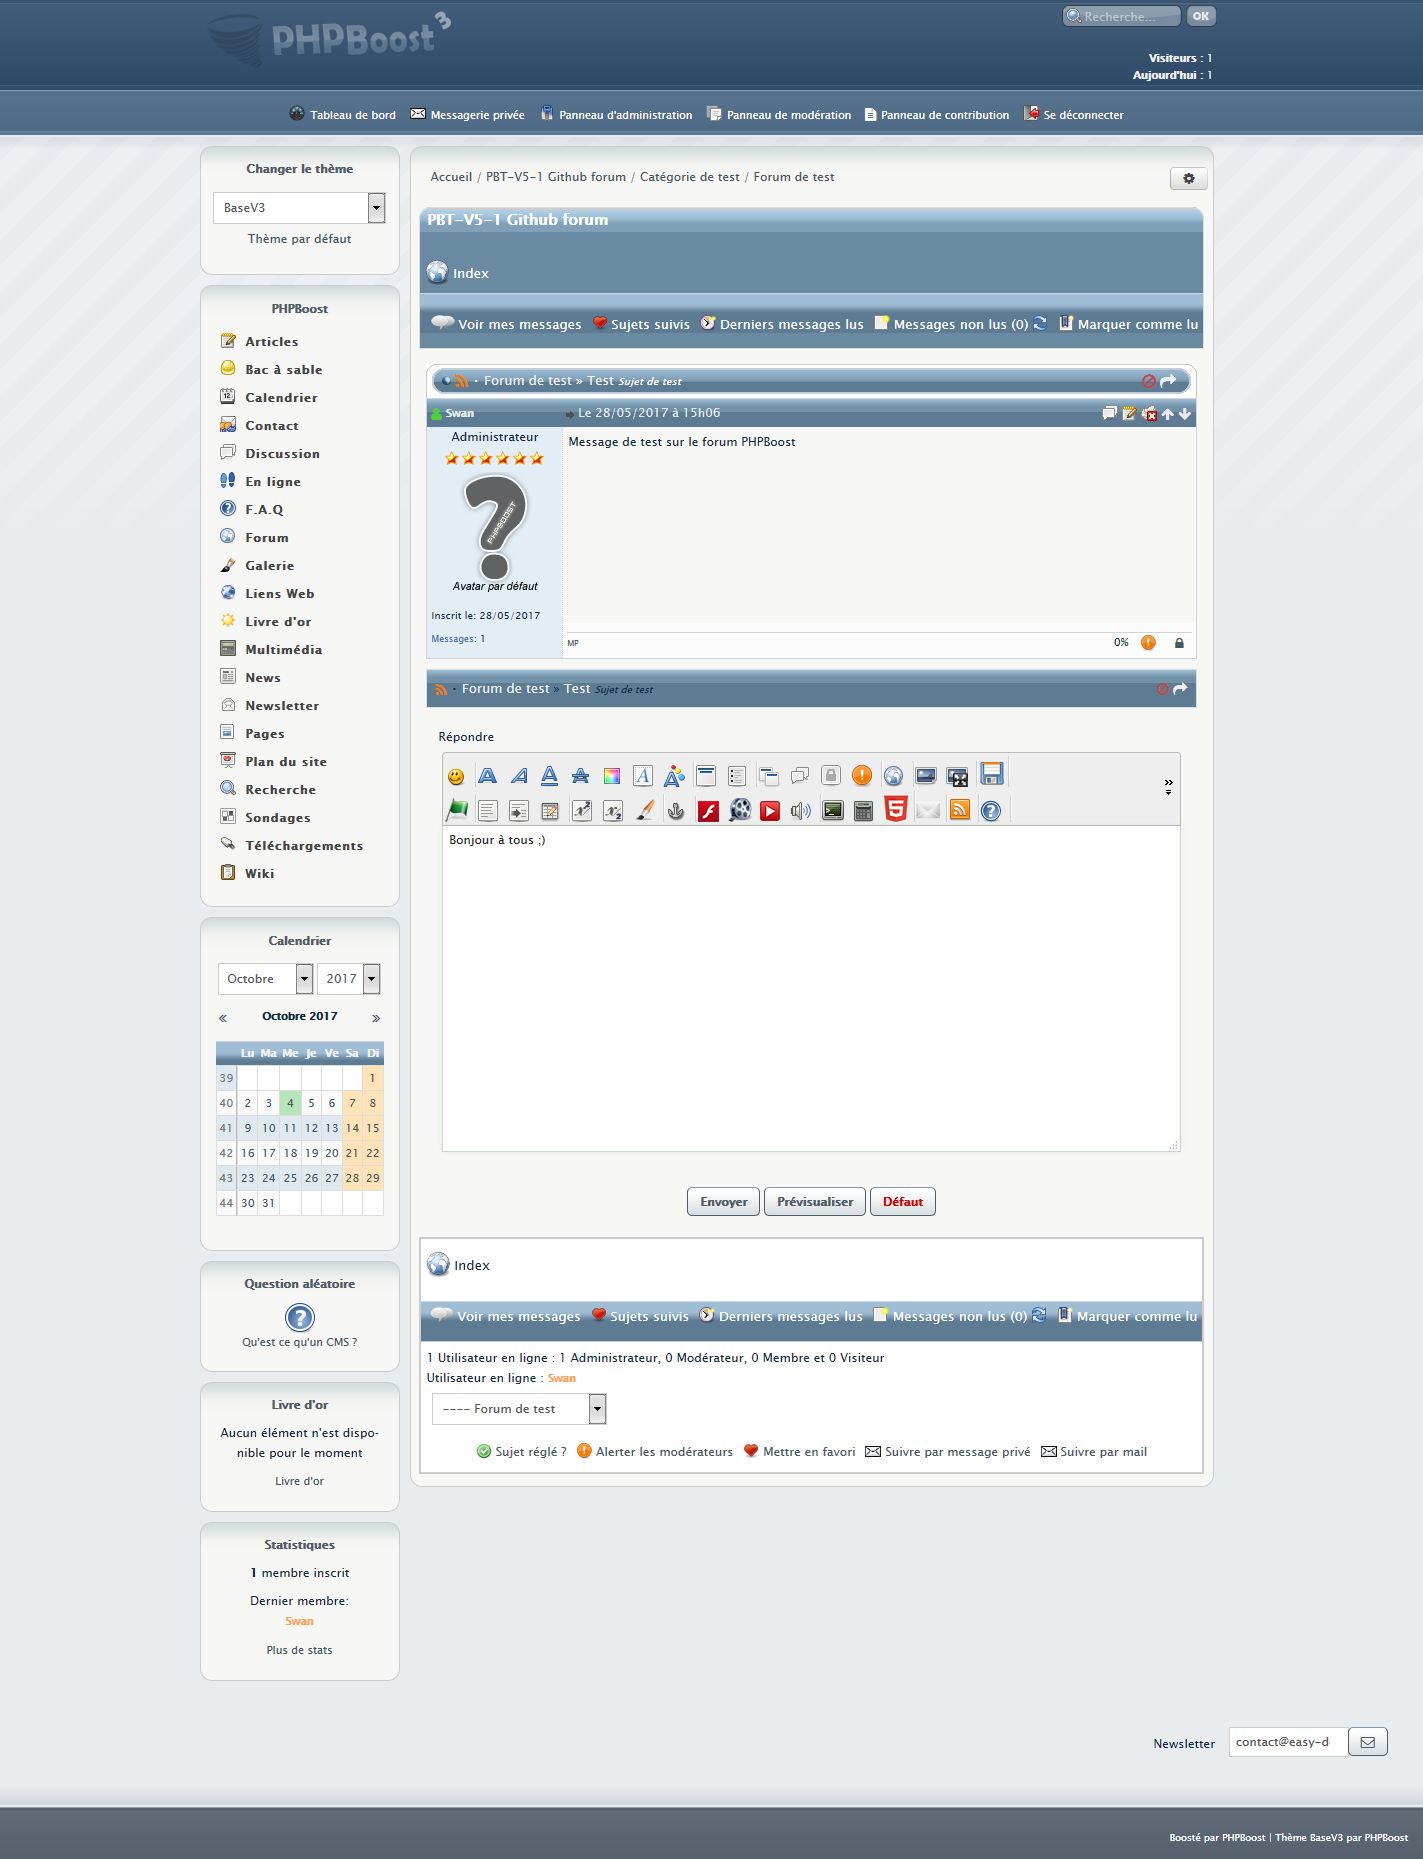 PHPBoost 3
Recherche... OK
Visiteurs : 1
Aujourd'hui : 1
Tableau de bord Messagerie privée Panneau d'administration Panneau de modération Panneau de contribution Se déconnecter
Changer le thème
BaseV3
Thème par défaut
PHPBoost
Articles
Bac à sable
Calendrier
Contact
Discussion
En ligne
F.A.Q
Forum
Galerie
Liens Web
Livre d'or
Multimédia
News
Newsletter
Pages
Plan du site
Recherche
Sondages
Téléchargements
Wiki
Calendrier
Octobre 2017
« Octobre 2017 »
Lu Ma Me Je Ve Sa Di
39 1
40 2 3 4 5 6 7 8
41 9 10 11 12 13 14 15
42 16 17 18 19 20 21 22
43 23 24 25 26 27 28 29
44 30 31
Question aléatoire
Qu'est ce qu'un CMS ?
Livre d'or
Aucun élément n'est dispo-
nible pour le moment
Livre d'or
Statistiques
1 membre inscrit
Dernier membre:
Swan
Plus de stats
Accueil / PBT-V5-1 Github forum / Catégorie de test / Forum de test
PBT-V5-1 Github forum
Index
Voir mes messages Sujets suivis Derniers messages lus Messages non lus (0) Marquer comme lu
· Forum de test » Test Sujet de test
Swan Le 28/05/2017 à 15h06
Administrateur
Message de test sur le forum PHPBoost
PHPBOOST
Avatar par défaut
Inscrit le: 28/05/2017
Messages: 1
MP 0%
· Forum de test » Test Sujet de test
Répondre
Bonjour à tous ;)
Envoyer Prévisualiser Défaut
Index
Voir mes messages Sujets suivis Derniers messages lus Messages non lus (0) Marquer comme lu
1 Utilisateur en ligne : 1 Administrateur, 0 Modérateur, 0 Membre et 0 Visiteur
Utilisateur en ligne : Swan
---- Forum de test
Sujet réglé ? Alerter les modérateurs Mettre en favori Suivre par message privé Suivre par mail
Newsletter contact@easy-d
Boosté par PHPBoost | Thème BaseV3 par PHPBoost